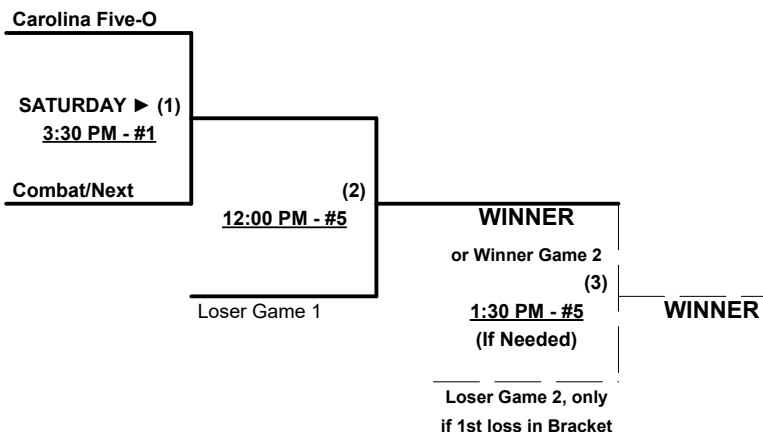 Carolina Five-O
SATURDAY ► (1)
3:30 PM - #1
Combat/Next
(2)
12:00 PM - #5
Loser Game 1
WINNER
or Winner Game 2
(3)
1:30 PM - #5
(If Needed)
WINNER
Loser Game 2, only
if 1st loss in Bracket